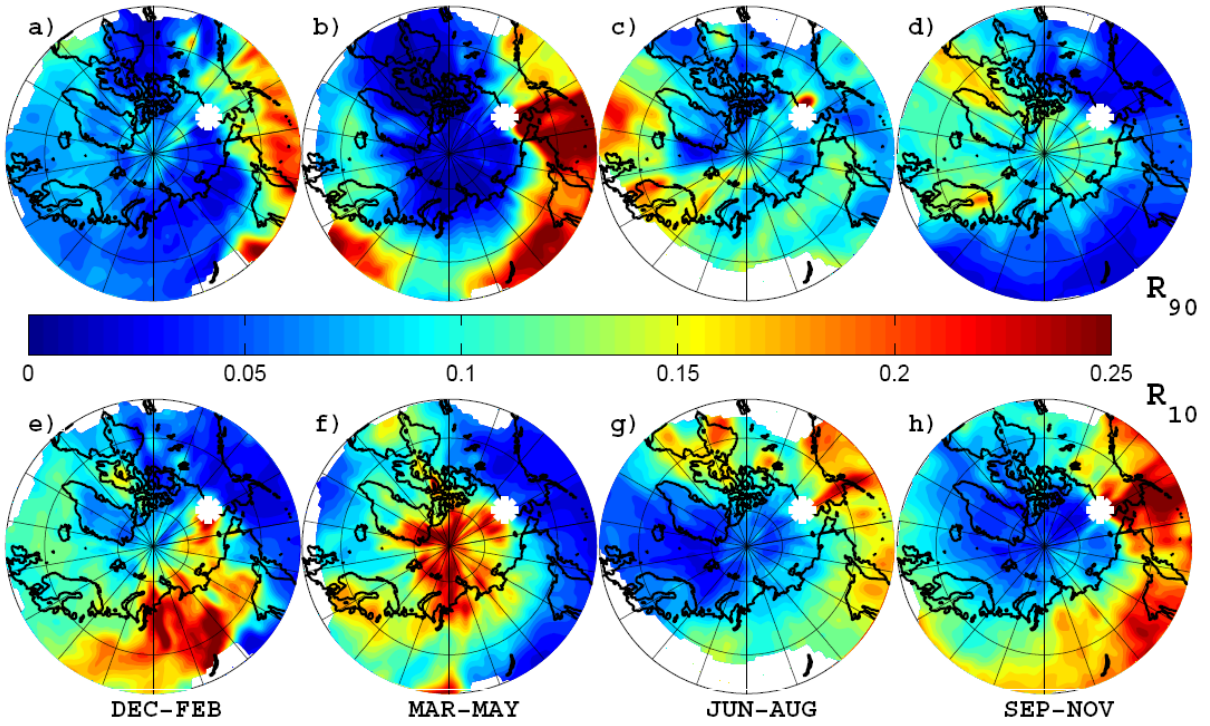 a) b) c) d)
R90
0 0.05 0.1 0.15 0.2 0.25
R10
e) f) g) h)
DEC-FEB MAR-MAY JUN-AUG SEP-NOV